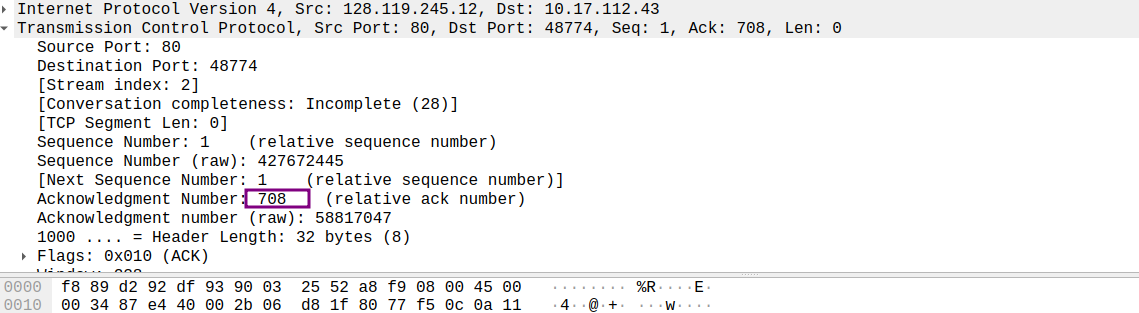 Internet Protocol Version 4, Src: 128.119.245.12, Dst: 10.17.112.43
Transmission Control Protocol, Src Port: 80, Dst Port: 48774, Seq: 1, Ack: 708, Len: 0
Source Port: 80
Destination Port: 48774
[Stream index: 2]
[Conversation completeness: Incomplete (28)]
[TCP Segment Len: 0]
Sequence Number: 1    (relative sequence number)
Sequence Number (raw): 427672445
[Next Sequence Number: 1    (relative sequence number)]
Acknowledgment Number: 708    (relative ack number)
Acknowledgment number (raw): 58817047
1000 .... = Header Length: 32 bytes (8)
Flags: 0x010 (ACK)
0000  f8 89 d2 92 df 93 90 03  25 52 a8 f9 08 00 45 00  ········ %R····E·
0010  00 34 87 e4 40 00 2b 06  d8 1f 80 77 f5 0c 0a 11  ·4··@·+· ···w····